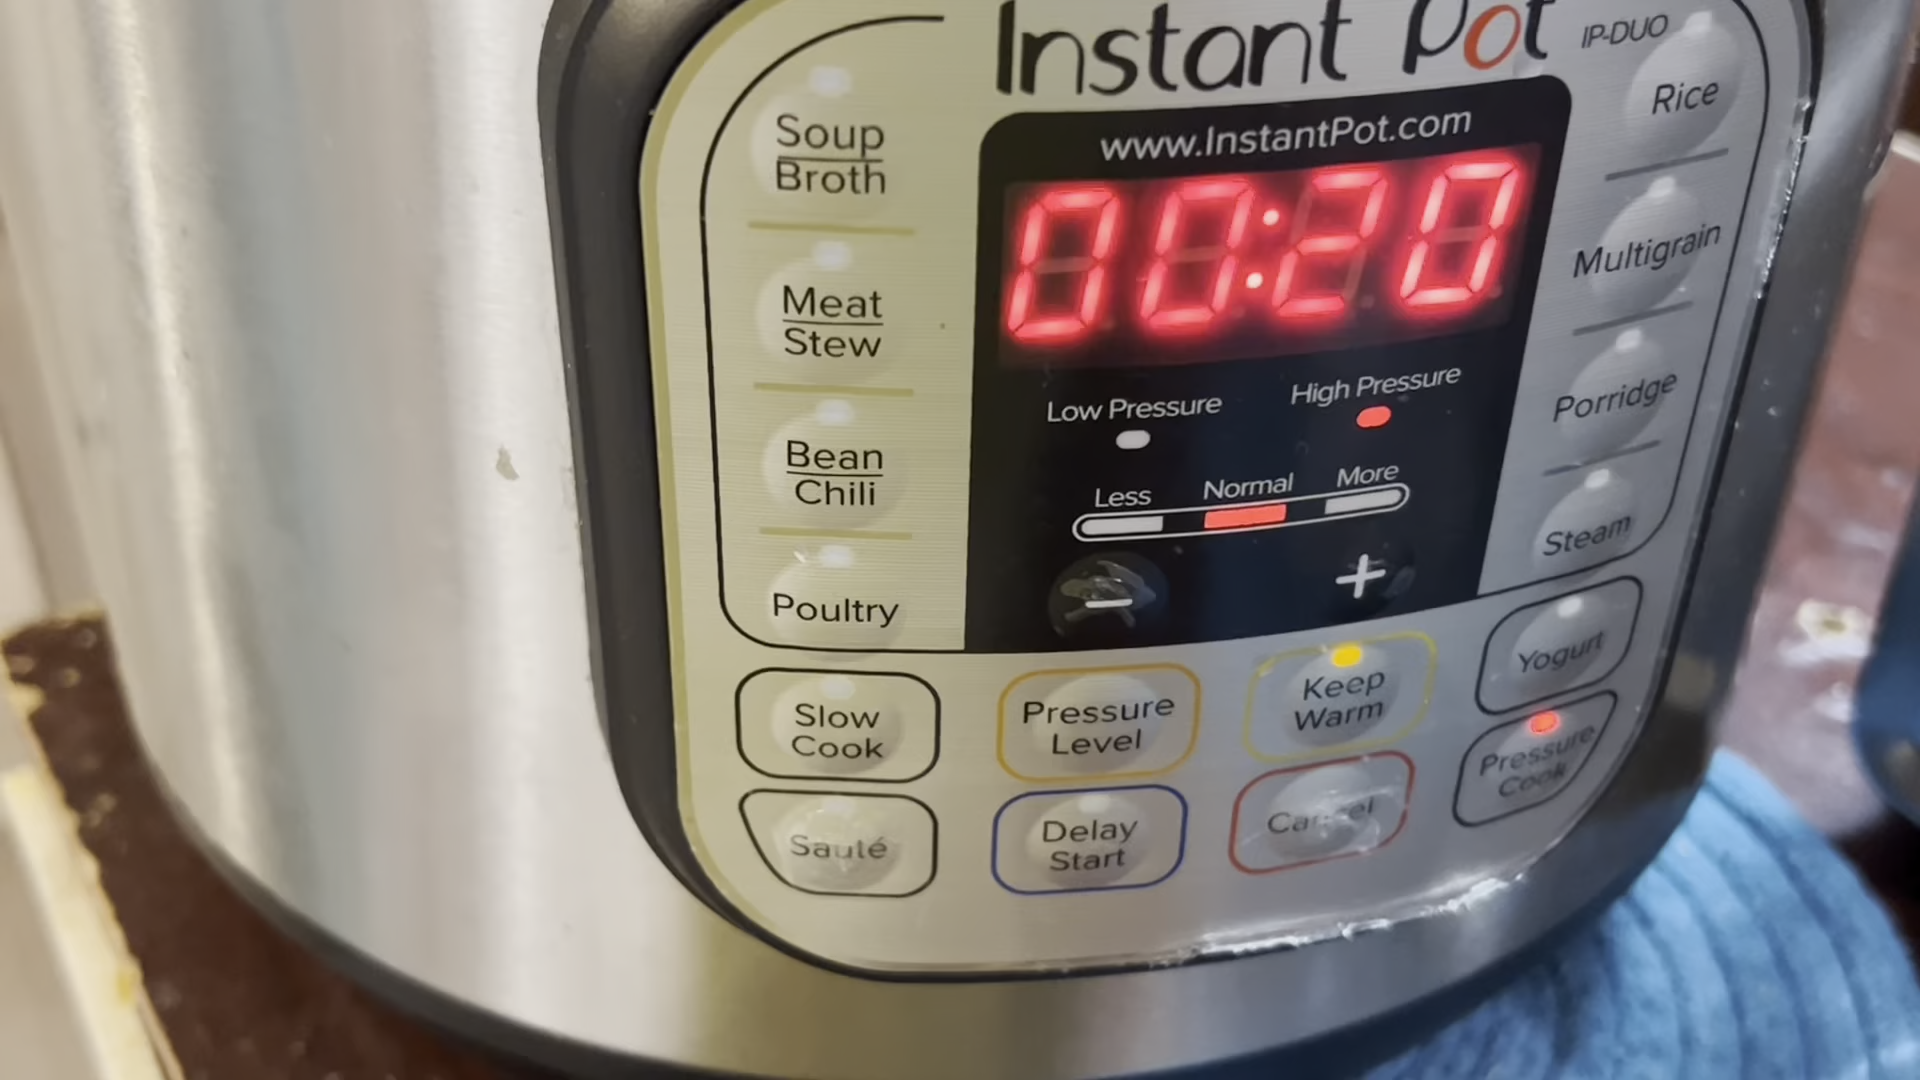 Instant Pot IP-DUO
www.InstantPot.com
00:20
Low Pressure
High Pressure
Less
Normal
More
−
+
Soup
Broth
Meat
Stew
Bean
Chili
Poultry
Rice
Multigrain
Porridge
Steam
Slow
Cook
Pressure
Level
Keep
Warm
Yogurt
Sauté
Delay
Start
Cancel
Pressure
Cook